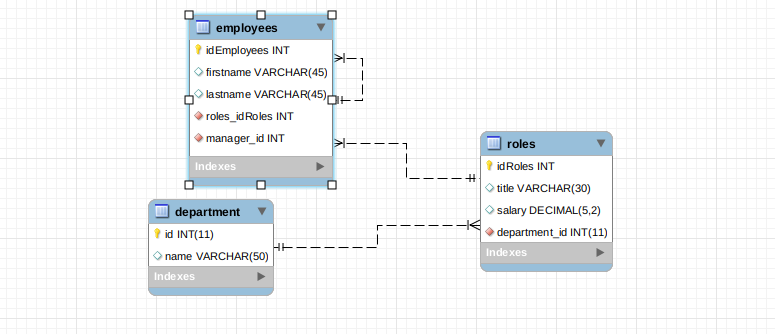 employees
idEmployees INT
firstname VARCHAR(45)
lastname VARCHAR(45)
roles_idRoles INT
manager_id INT
Indexes
roles
idRoles INT
title VARCHAR(30)
salary DECIMAL(5,2)
department_id INT(11)
Indexes
department
id INT(11)
name VARCHAR(50)
Indexes